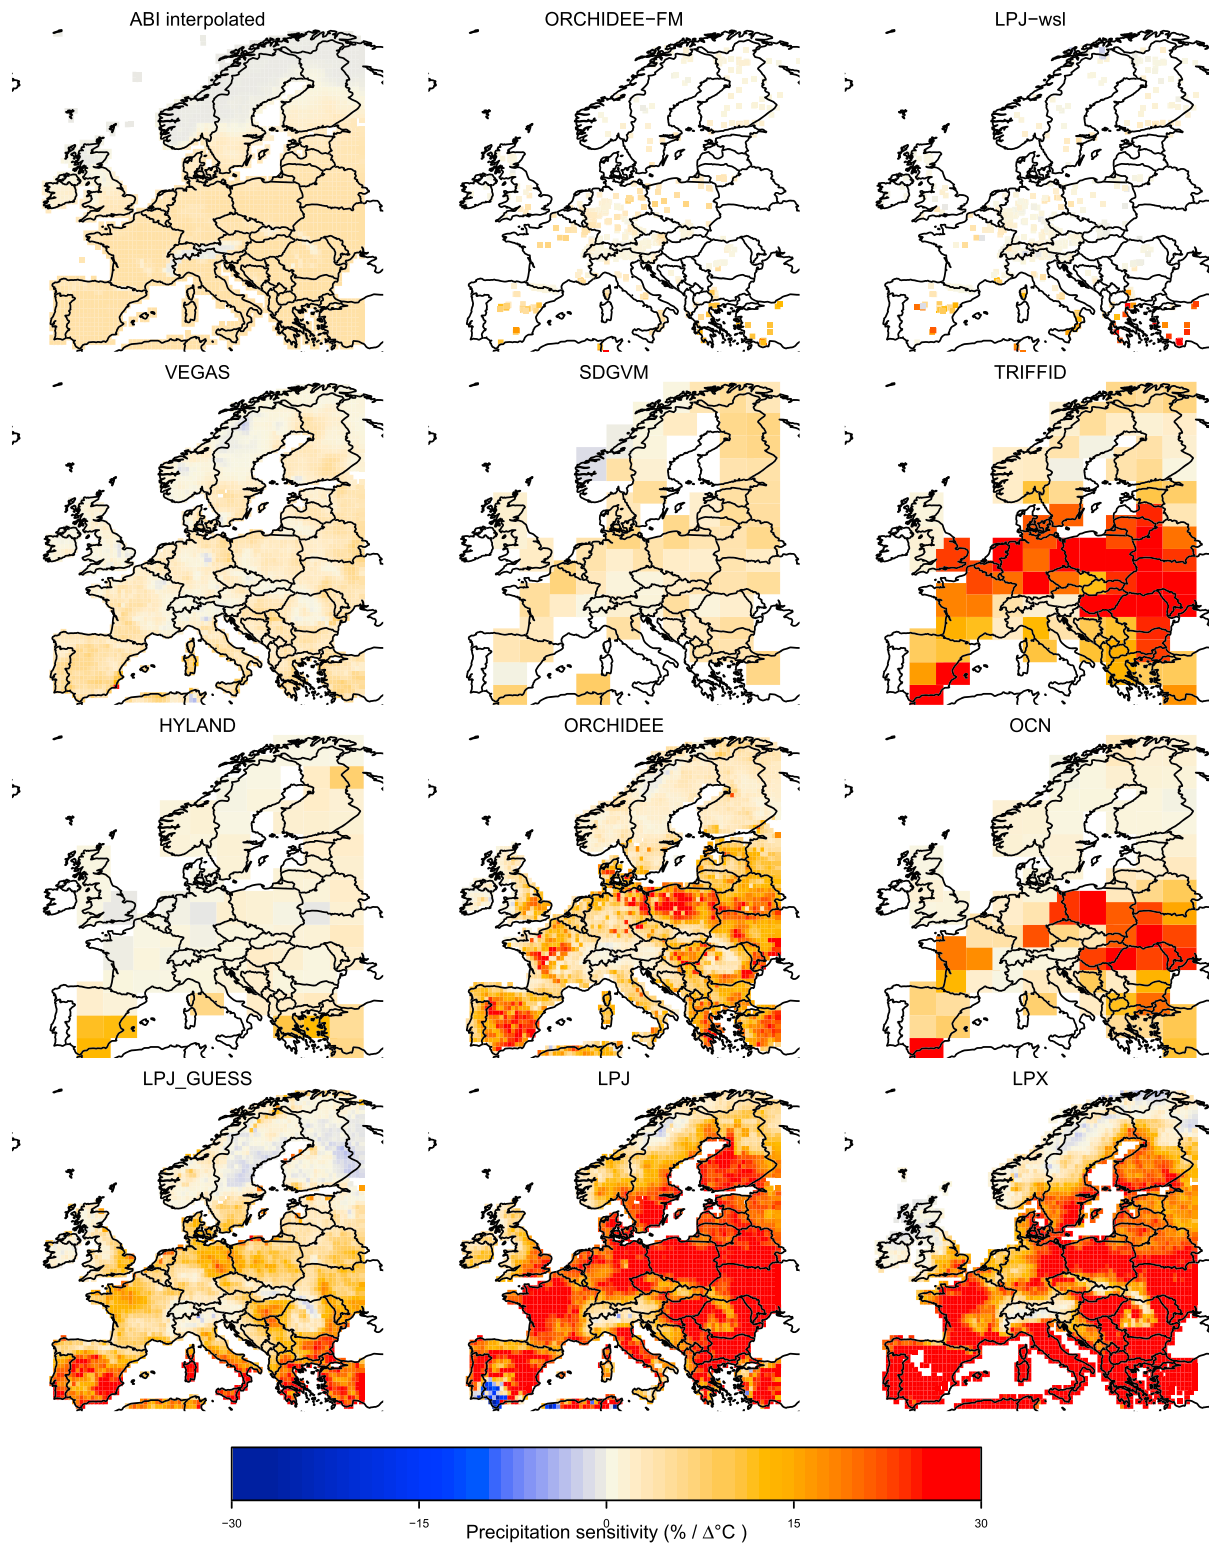 ABI interpolated ORCHIDEE−FM LPJ−wsl
VEGAS SDGVM TRIFFID
HYLAND ORCHIDEE OCN
LPJ_GUESS LPJ LPX
−30 −15 0 15 30
Precipitation sensitivity (% / Δ°C )